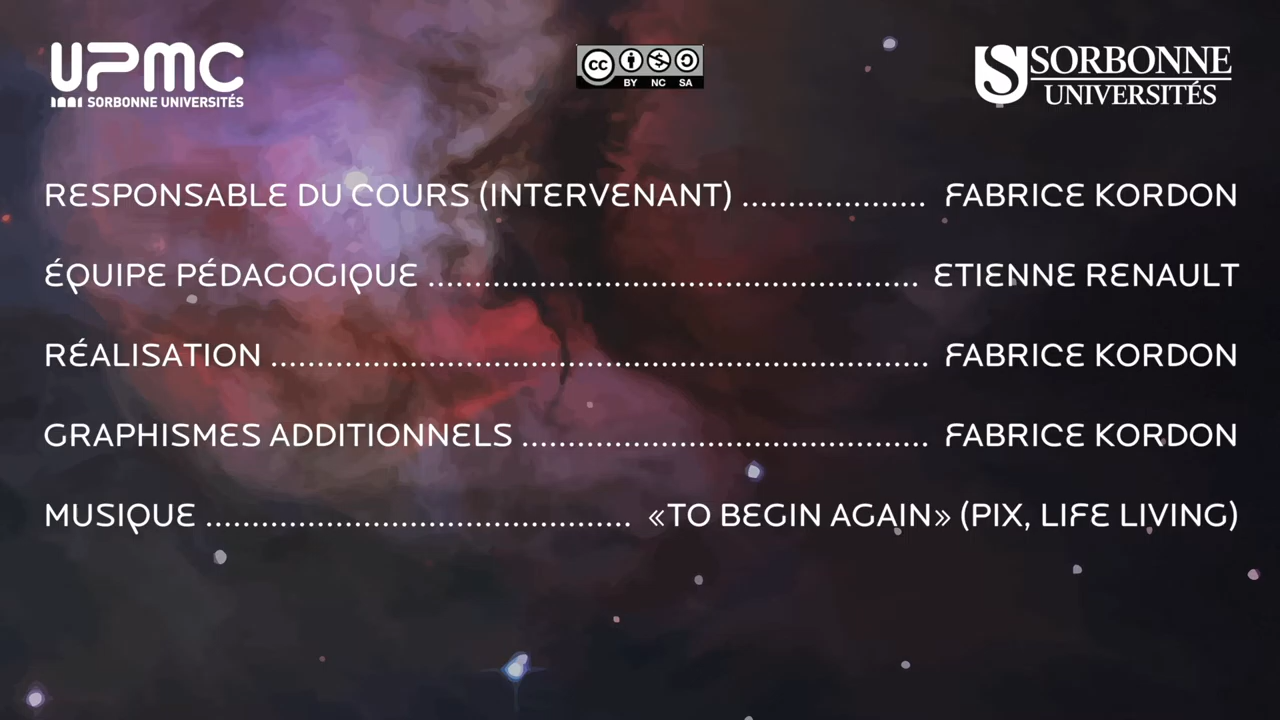 UPMC
SORBONNE UNIVERSITÉS
cc
BY NC SA
S SORBONNE
UNIVERSITÉS
RESPONSABLE DU COURS (INTERVENANT) .................... FABRICE KORDON
ÉQUIPE PÉDAGOGIQUE ..................................................... ETIENNE RENAULT
RÉALISATION ....................................................................... FABRICE KORDON
GRAPHISMES ADDITIONNELS ............................................ FABRICE KORDON
MUSIQUE .............................................. «TO BEGIN AGAIN» (PIX, LIFE LIVING)